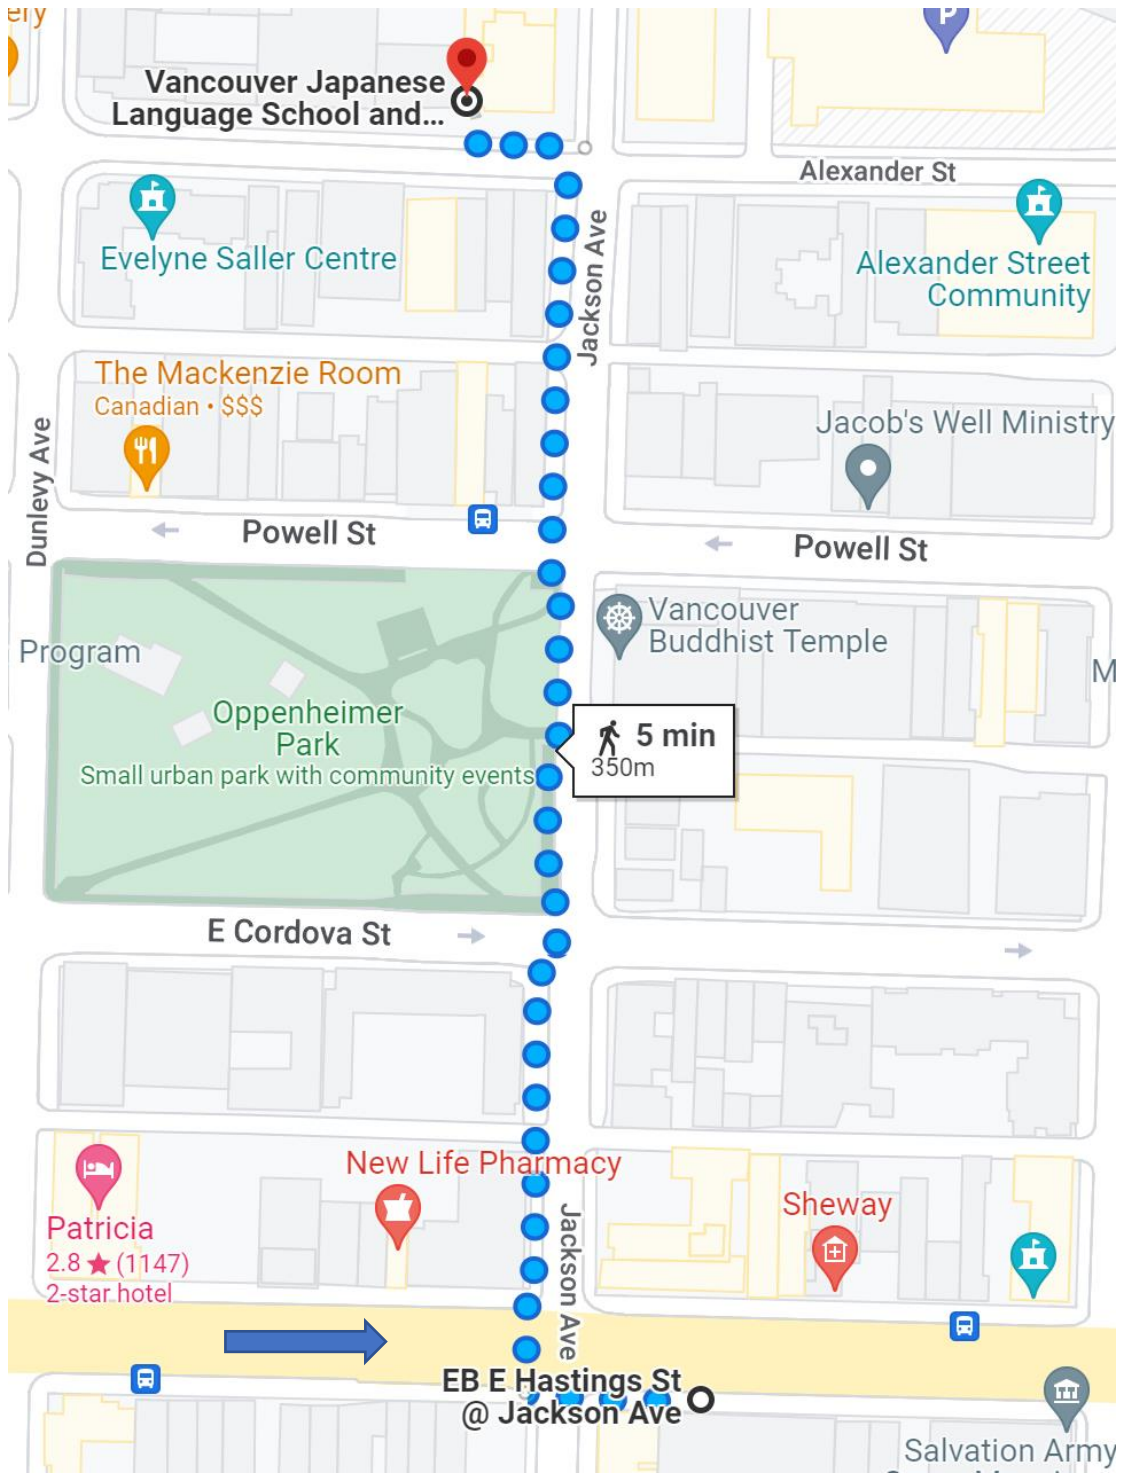 ery
P
Vancouver Japanese
Language School and...
Alexander St
Evelyne Saller Centre
Jackson Ave
Alexander Street
Community
The Mackenzie Room
Canadian • $$$
Jacob's Well Ministry
Dunlevy Ave
Powell St
Powell St
Vancouver
Buddhist Temple
Program
M
Oppenheimer
Park
Small urban park with community events
5 min
350m
E Cordova St
New Life Pharmacy
Sheway
Patricia
2.8 ★ (1147)
2-star hotel
Jackson Ave
EB E Hastings St
@ Jackson Ave
Salvation Army